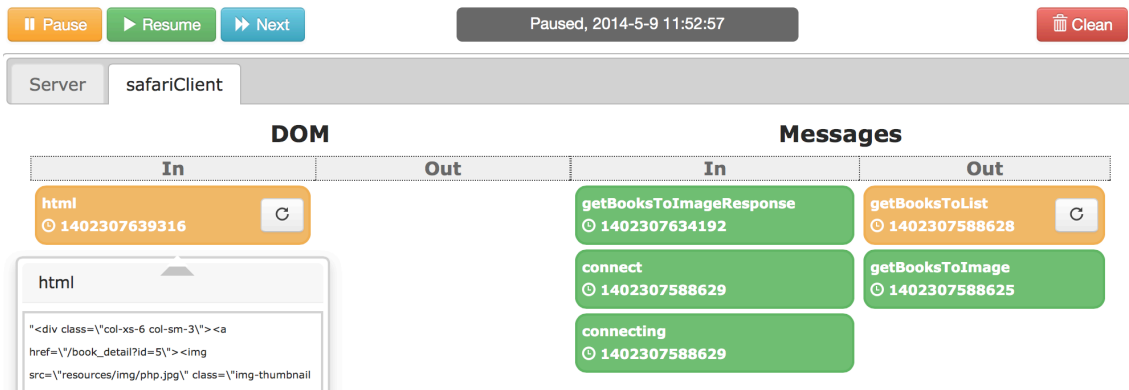 Pause
Resume
Next
Paused, 2014-5-9 11:52:57
Clean
Server
safariClient
DOM
Messages
In
Out
In
Out
html
1402307639316
getBooksToImageResponse
1402307634192
getBooksToList
1402307588628
connect
1402307588629
getBooksToImage
1402307588625
connecting
1402307588629
html
"<div class=\"col-xs-6 col-sm-3\"><a
href=\"/book_detail?id=5\"><img
src=\"resources/img/php.jpg\" class=\"img-thumbnail